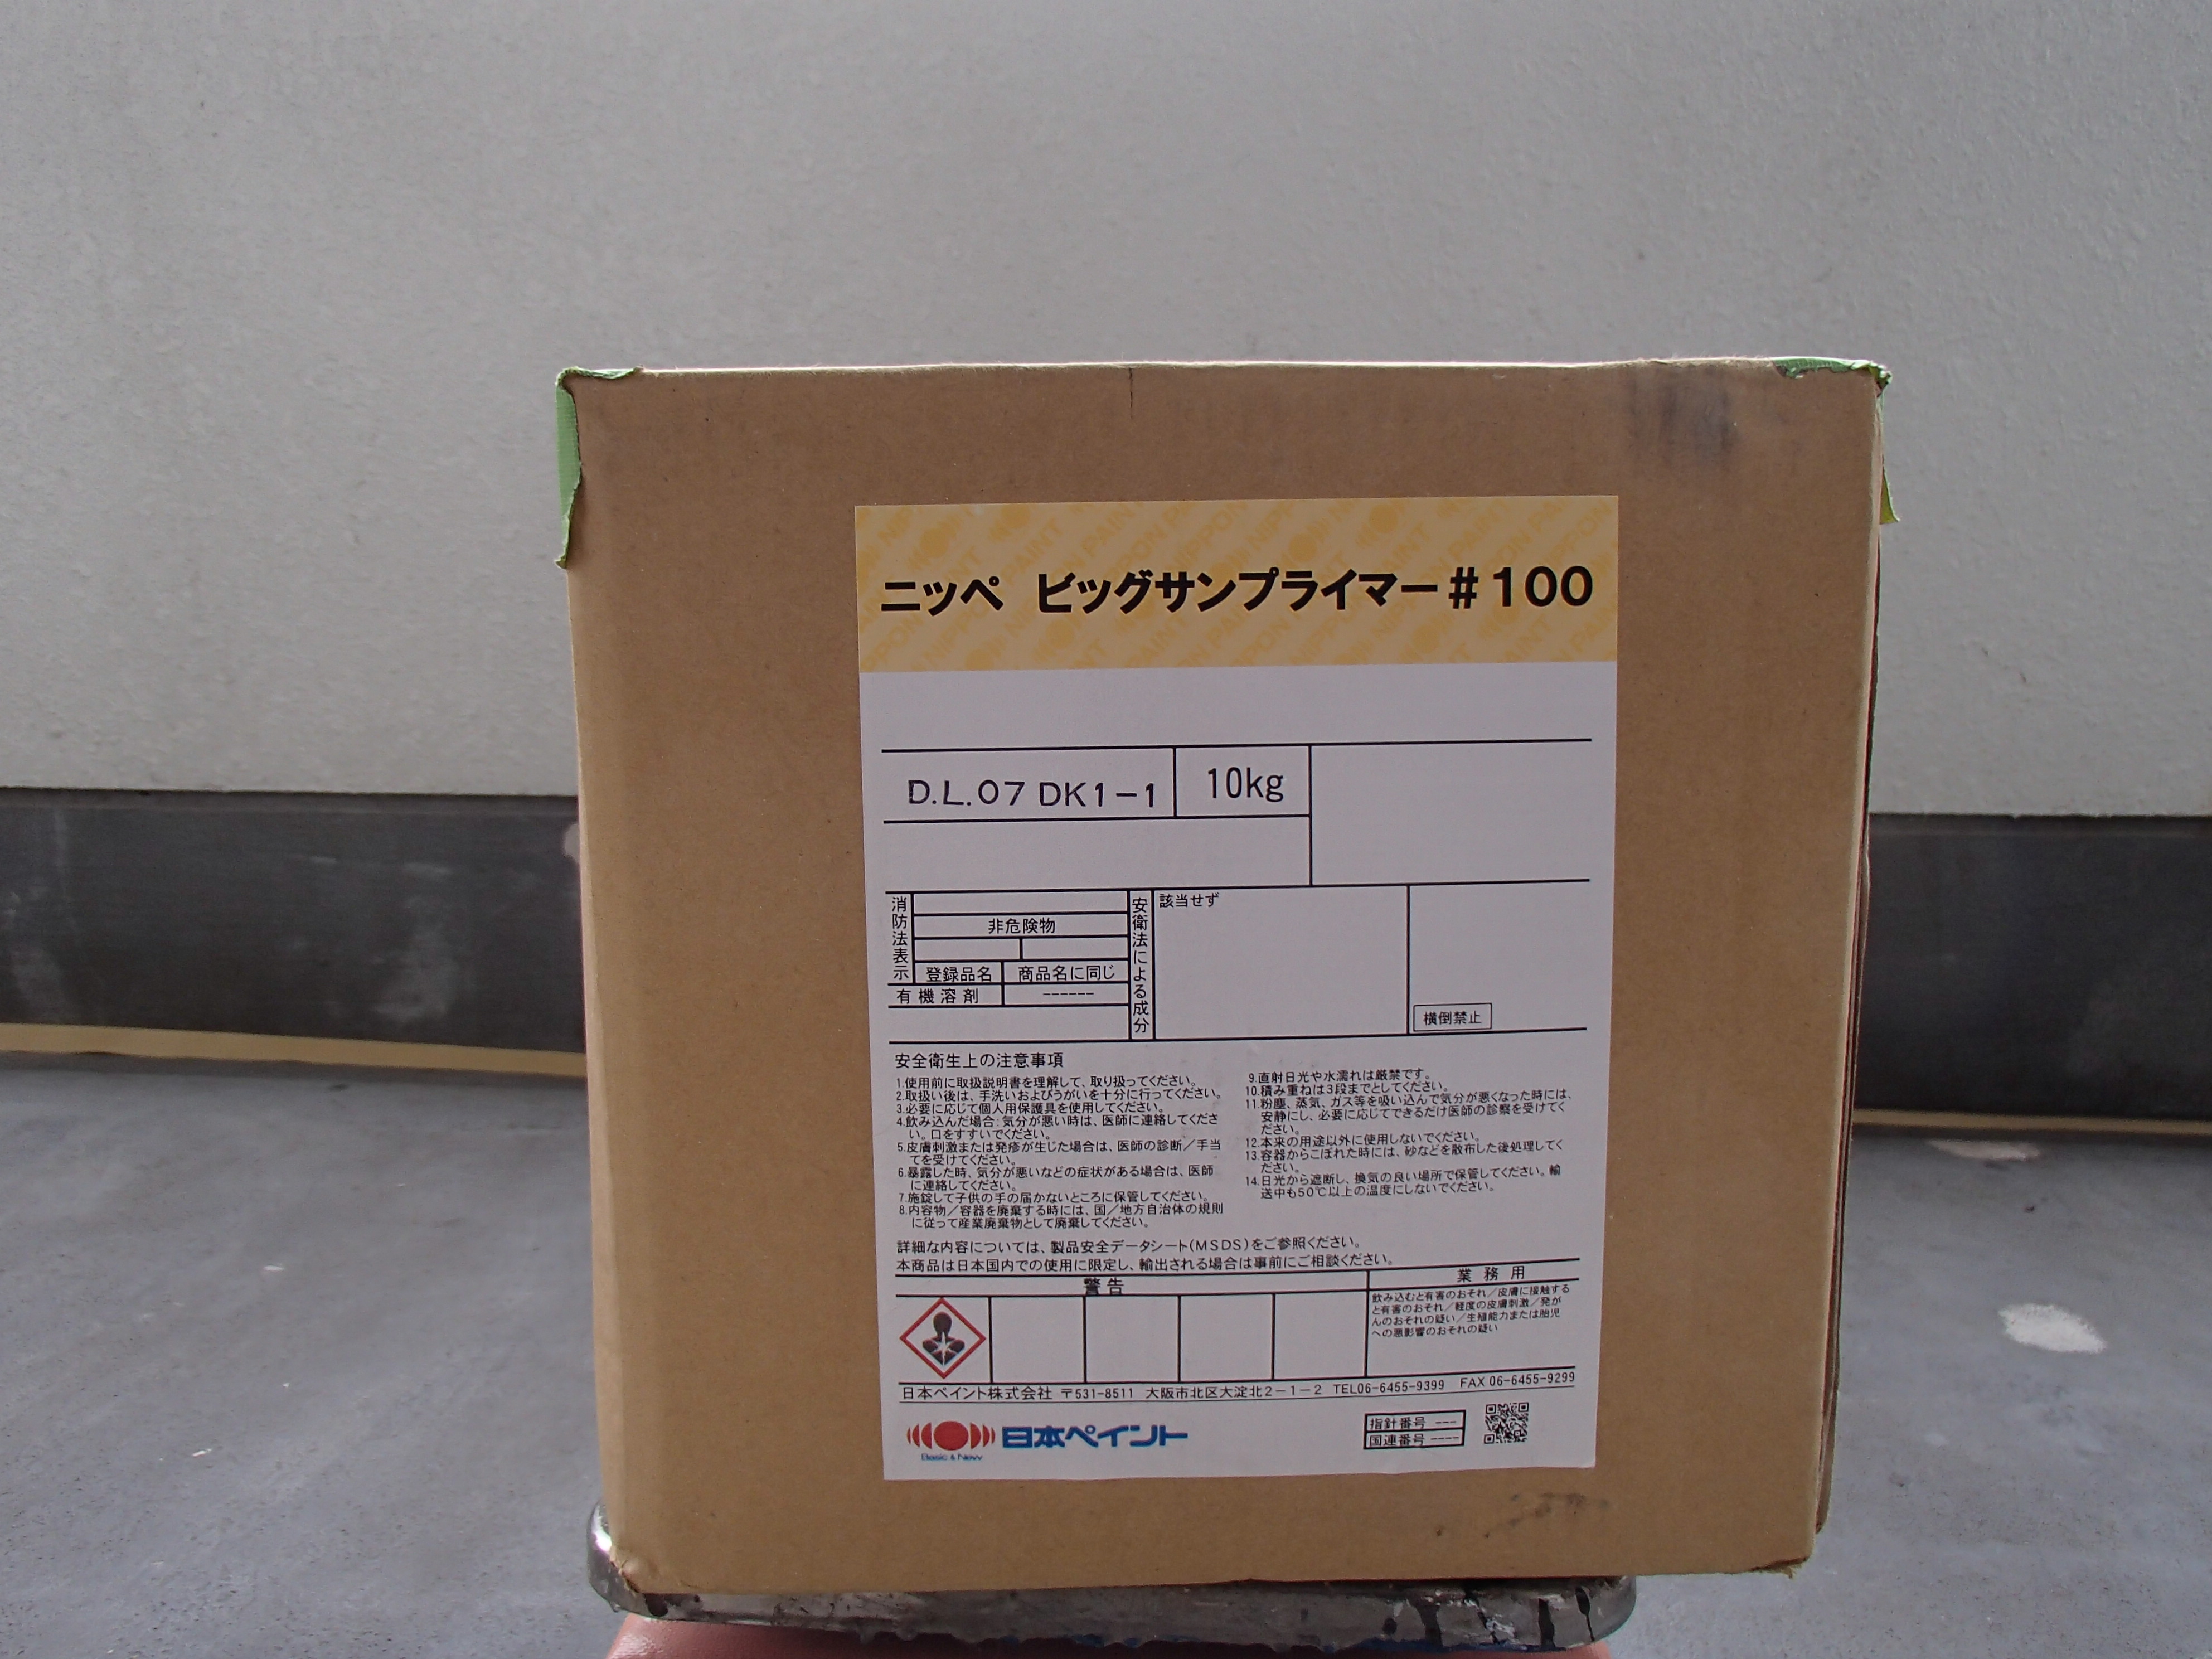 ニッペ ビッグサンプライマー#100
D.L.07 DK1-1
10kg
消防法表示
非危険物
登録品名 商品名に同じ
有機溶剤 ------
安衛法による成分
該当せず
横倒禁止
安全衛生上の注意事項
1.使用前に取扱説明書を理解して、取り扱ってください。
2.取扱い後は、手洗いおよびうがいを十分に行ってください。
3.必要に応じて個人用保護具を使用してください。
4.飲み込んだ場合:気分が悪い時は、医師に連絡してくださ
い。口をすすいでください。
5.皮膚刺激または発疹が生じた場合は、医師の診断/手当
てを受けてください。
6.暴露した時、気分が悪いなどの症状がある場合は、医師
に連絡してください。
7.施錠して子供の手の届かないところに保管してください。
8.内容物/容器を廃棄する時には、国/地方自治体の規則
に従って産業廃棄物として廃棄してください。
9.直射日光や水濡れは厳禁です。
10.積み重ねは3段までとしてください。
11.粉塵、蒸気、ガス等を吸い込んで気分が悪くなった時には、
安静にし、必要に応じてできるだけ医師の診察を受けてく
ださい。
12.本来の用途以外に使用しないでください。
13.容器からこぼれた時には、砂などを散布した後処理してく
ださい。
14.日光から遮断し、換気の良い場所で保管してください。輸
送中も50℃以上の温度にしないでください。
詳細な内容については、製品安全データシート(MSDS)をご参照ください。
本商品は日本国内での使用に限定し、輸出される場合は事前にご相談ください。
警告
業務用
飲み込むと有害のおそれ/皮膚に接触する
と有害のおそれ/軽度の皮膚刺激/発が
んのおそれの疑い/生殖能力または胎児
への悪影響のおそれの疑い
日本ペイント株式会社 〒531-8511 大阪市北区大淀北2-1-2 TEL06-6455-9399 FAX 06-6455-9299
日本ペイント
Basic & New
指針番号 ---
国連番号 ----